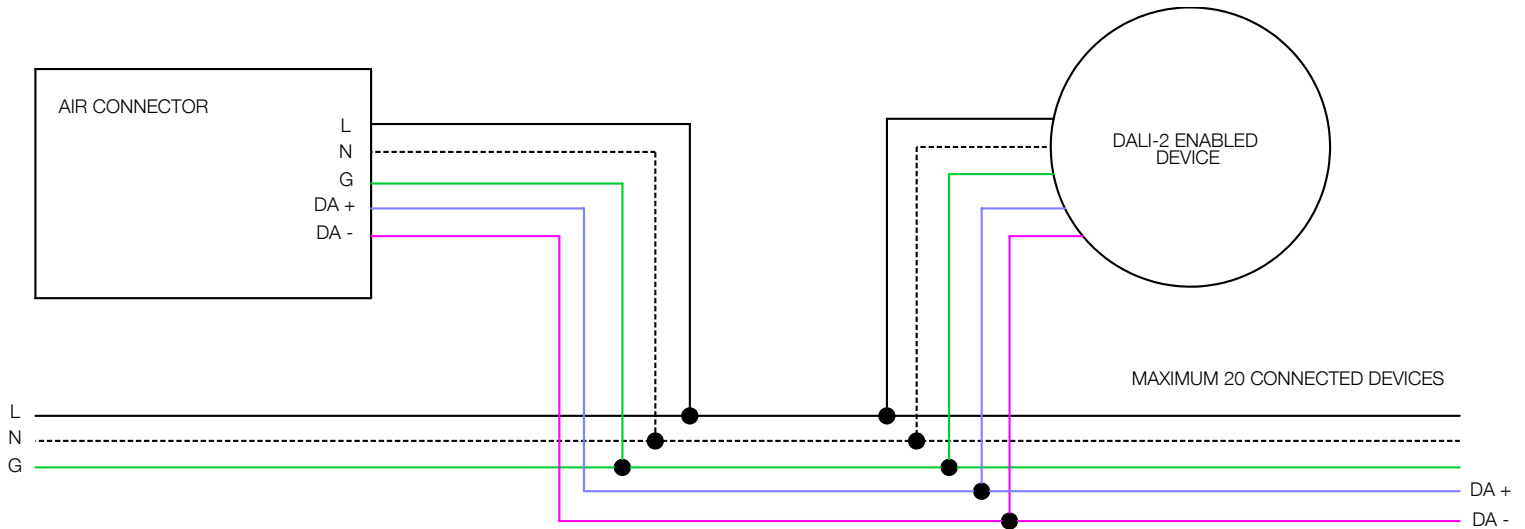 AIR CONNECTOR
L
N
G
DA +
DA -
DALI-2 ENABLED
DEVICE
MAXIMUM 20 CONNECTED DEVICES
L
N
G
DA +
DA -